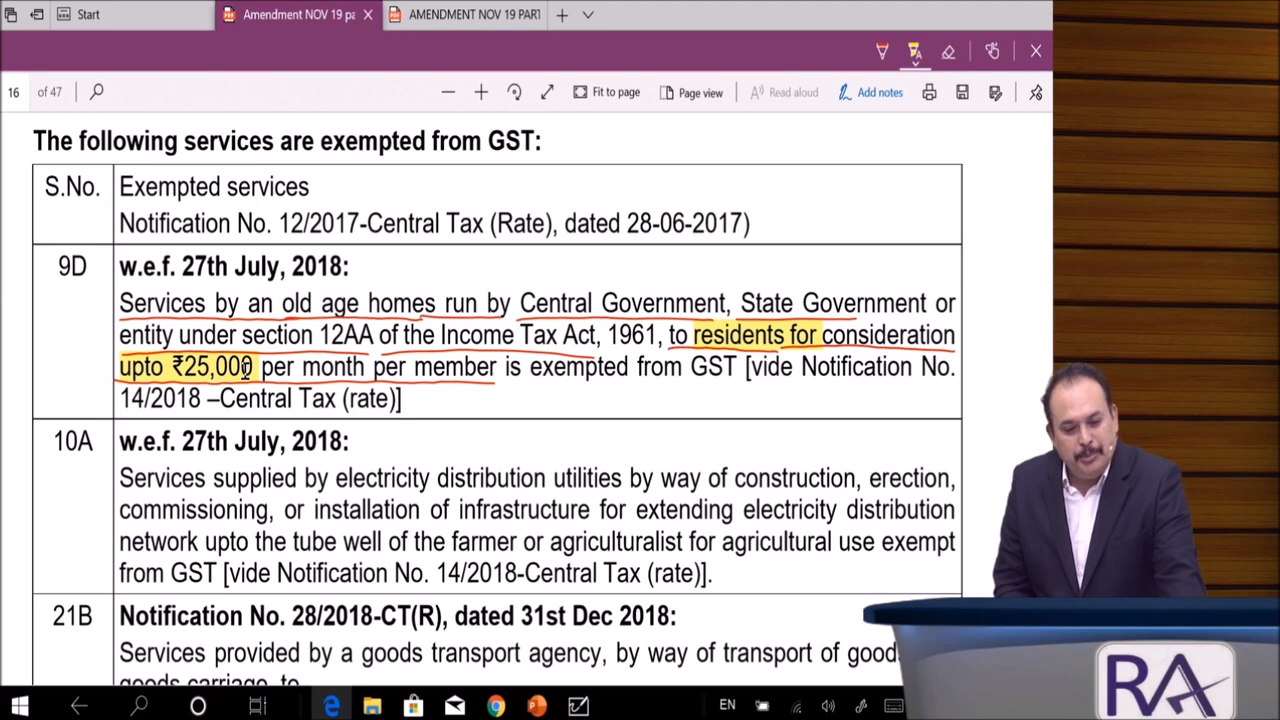 Start
Amendment NOV 19 pa
AMENDMENT NOV 19 PART
16 of 47
Fit to page
Page view
Read aloud
Add notes
The following services are exempted from GST:
S.No.
Exempted services
Notification No. 12/2017-Central Tax (Rate), dated 28-06-2017)
9D
w.e.f. 27th July, 2018:
Services by an old age homes run by Central Government, State Government or
entity under section 12AA of the Income Tax Act, 1961, to residents for consideration
upto ₹25,000 per month per member is exempted from GST [vide Notification No.
14/2018 –Central Tax (rate)]
10A
w.e.f. 27th July, 2018:
Services supplied by electricity distribution utilities by way of construction, erection,
commissioning, or installation of infrastructure for extending electricity distribution
network upto the tube well of the farmer or agriculturalist for agricultural use exempt
from GST [vide Notification No. 14/2018-Central Tax (rate)].
21B
Notification No. 28/2018-CT(R), dated 31st Dec 2018:
Services provided by a goods transport agency, by way of transport of good
goods carriage, to
EN
RA